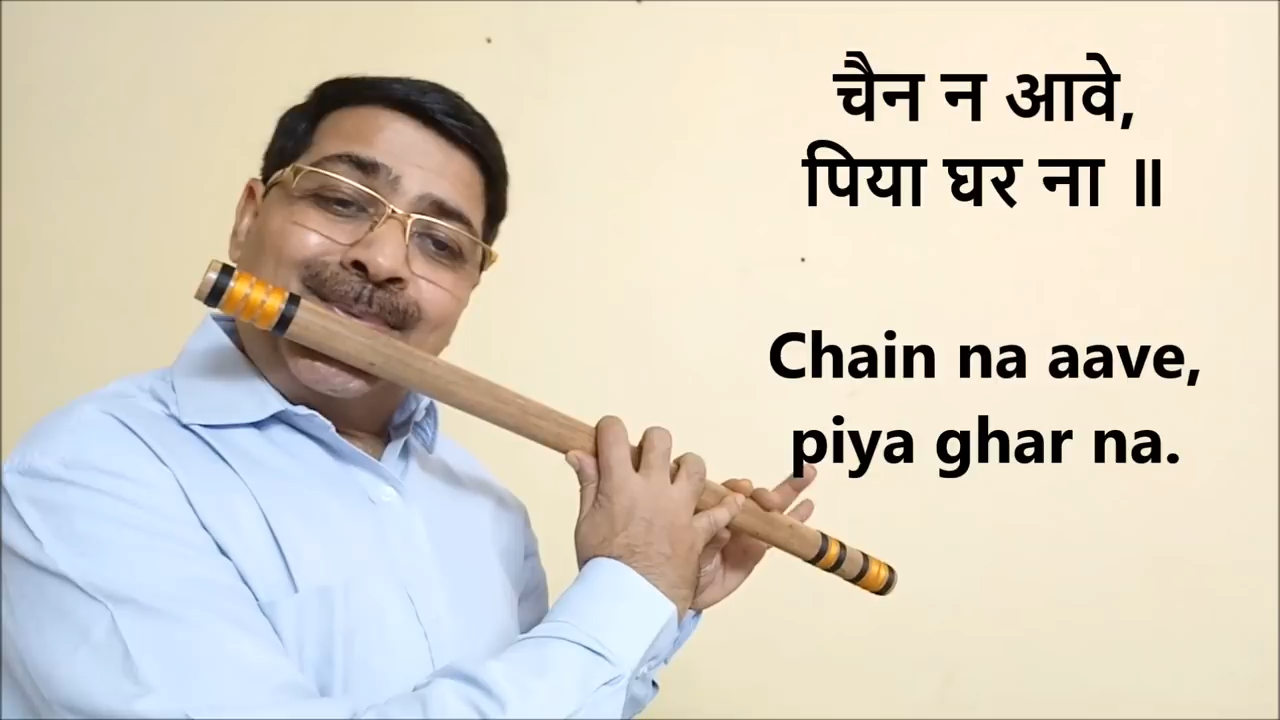 चैन न आवे,
पिया घर ना ॥
Chain na aave,
piya ghar na.